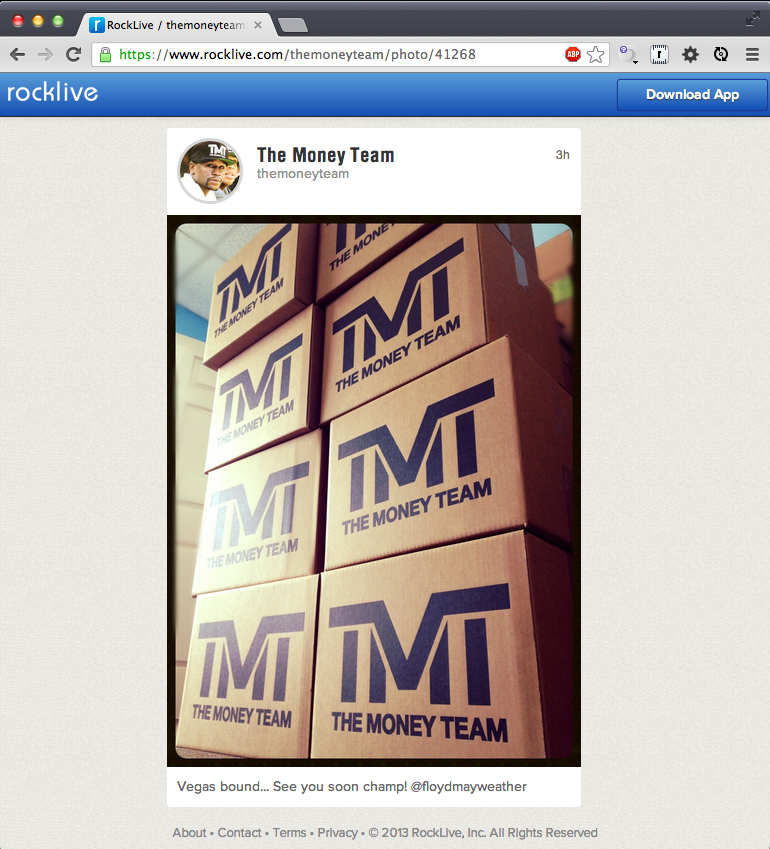 RockLive / themoneyteam
https://www.rocklive.com/themoneyteam/photo/41268
ABP
rocklive
Download App
TMT
The Money Team
3h
themoneyteam
TMT
THE MONEY TEAM
TMT
THE MONEY TEAM
TMT
THE MONEY TEAM
TMT
THE MONEY TEAM
TMT
THE MONEY TEAM
TMT
THE MONEY TEAM
TMT
THE MONEY TEAM
TMT
THE MONEY TEAM
Vegas bound... See you soon champ! @floydmayweather
About • Contact • Terms • Privacy • © 2013 RockLive, Inc. All Rights Reserved